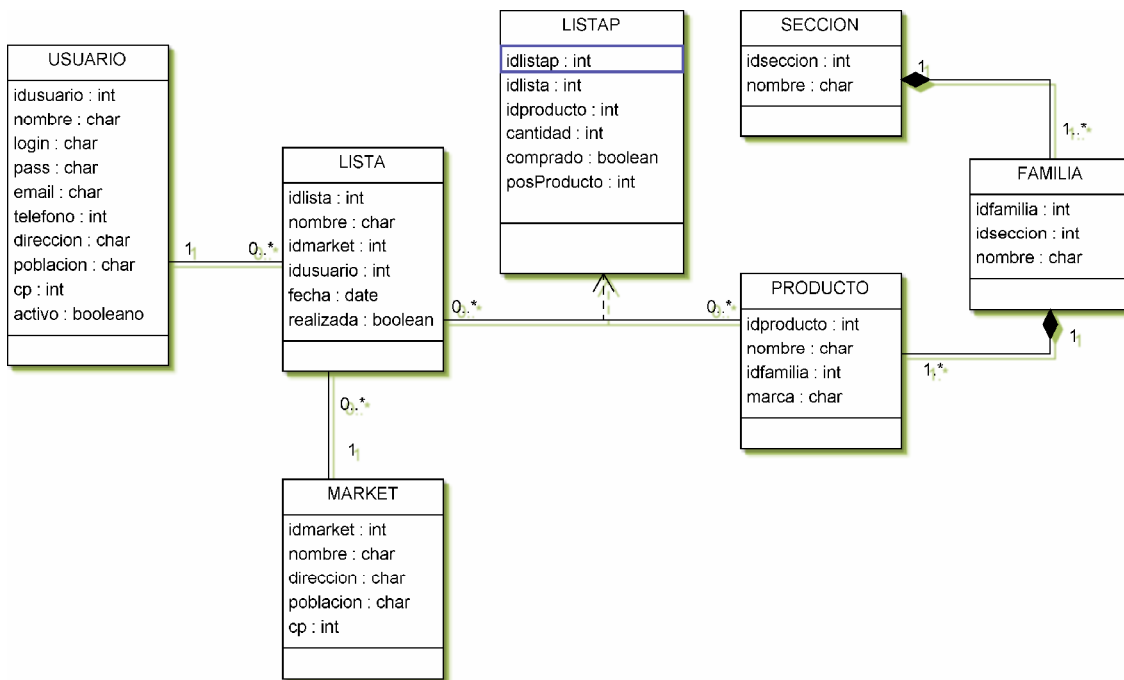 USUARIO
idusuario : int
nombre : char
login : char
pass : char
email : char
telefono : int
direccion : char
poblacion : char
cp : int
activo : booleano
1
0..*
LISTA
idlista : int
nombre : char
idmarket : int
idusuario : int
fecha : date
realizada : boolean
0..*
0..*
0..*
1
MARKET
idmarket : int
nombre : char
direccion : char
poblacion : char
cp : int
LISTAP
idlistap : int
idlista : int
idproducto : int
cantidad : int
comprado : boolean
posProducto : int
SECCION
idseccion : int
nombre : char
1
1..*
FAMILIA
idfamilia : int
idseccion : int
nombre : char
1
1..*
PRODUCTO
idproducto : int
nombre : char
idfamilia : int
marca : char